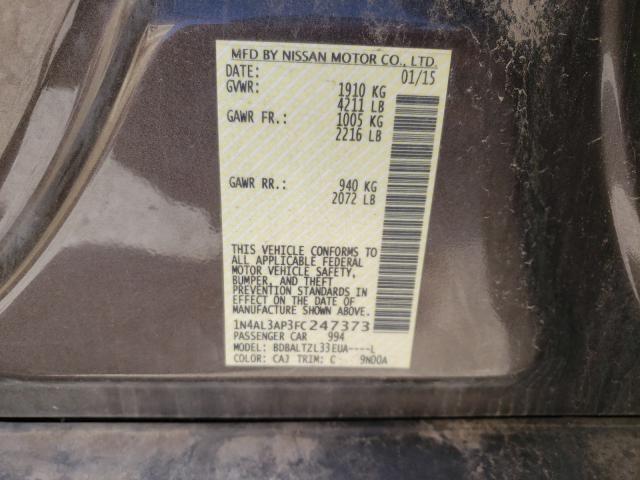 MFD BY NISSAN MOTOR CO., LTD.
DATE: 01/15
GVWR: 1910 KG
4211 LB
GAWR FR.: 1005 KG
2216 LB
GAWR RR.: 940 KG
2072 LB
THIS VEHICLE CONFORMS TO
ALL APPLICABLE FEDERAL
MOTOR VEHICLE SAFETY,
BUMPER, AND THEFT
PREVENTION STANDARDS IN
EFFECT ON THE DATE OF
MANUFACTURE SHOWN ABOVE.
1N4AL3AP3FC247373
PASSENGER CAR 994
MODEL: BDBALTZL33EUA----L
COLOR: CAJ TRIM: C 9NDOA